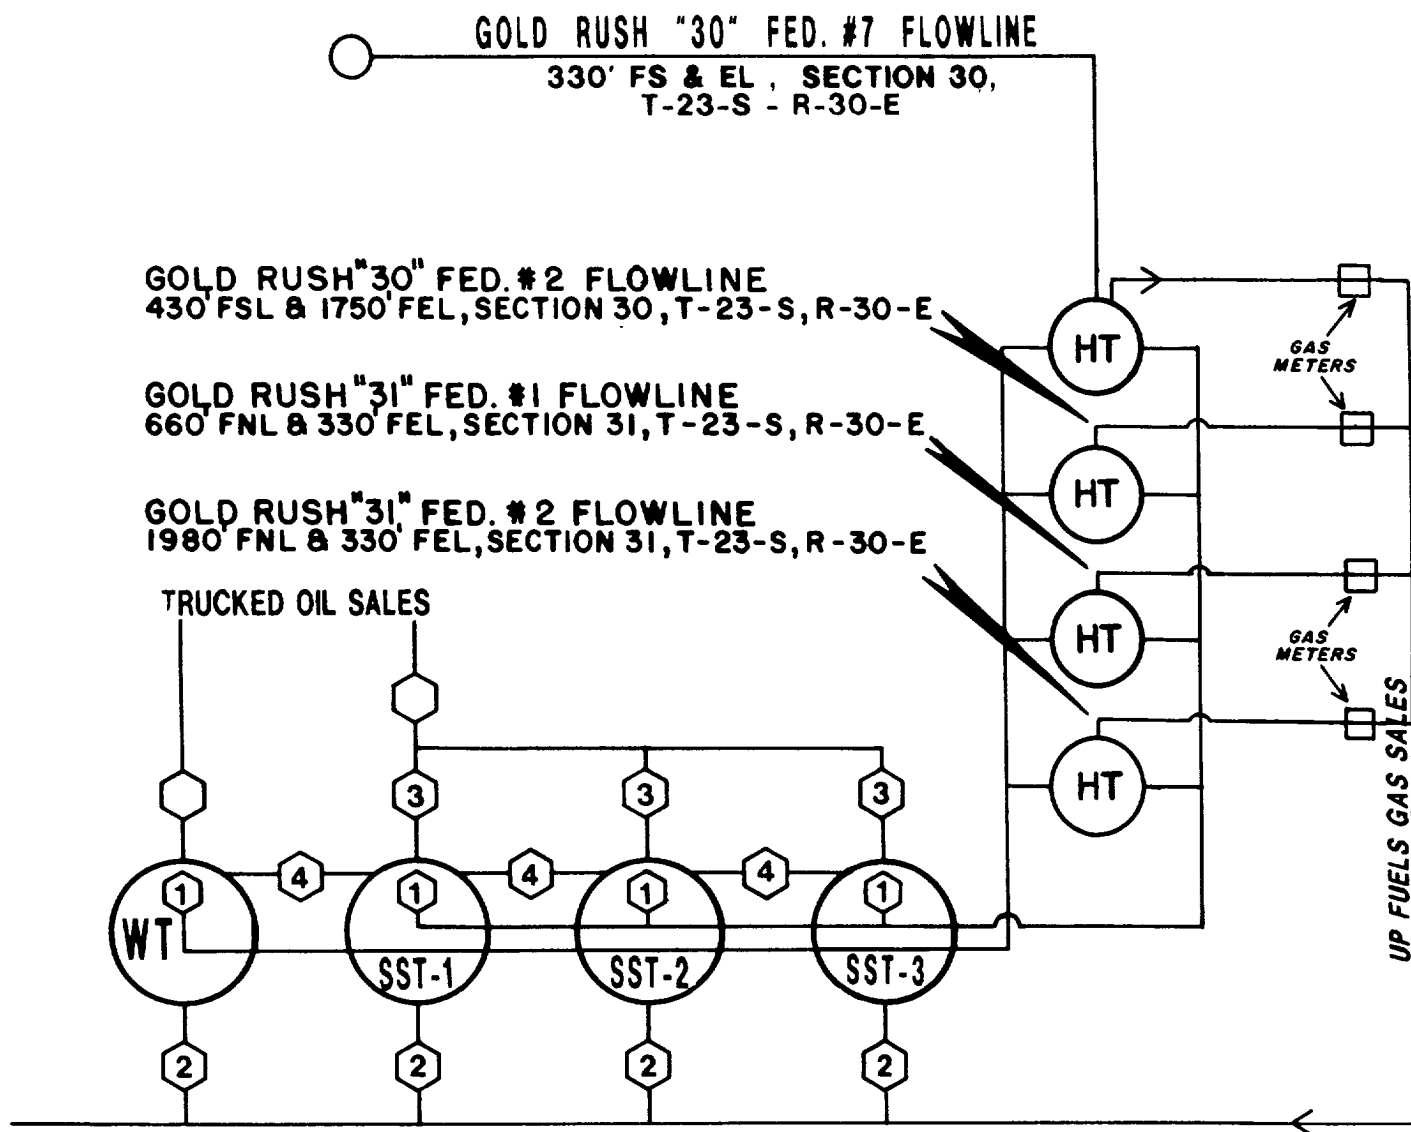 GOLD RUSH "30" FED. #7 FLOWLINE
330' FS & EL , SECTION 30,
T-23-S - R-30-E
GOLD RUSH "30" FED. #2 FLOWLINE
430' FSL & 1750' FEL, SECTION 30, T-23-S, R-30-E
HT
GAS
METERS
GOLD RUSH "31" FED. #1 FLOWLINE
660' FNL & 330' FEL, SECTION 31, T-23-S, R-30-E
HT
GOLD RUSH "31" FED. #2 FLOWLINE
1980' FNL & 330' FEL, SECTION 31, T-23-S, R-30-E
TRUCKED OIL SALES
HT
GAS
METERS
HT
UP FUELS GAS SALES
3 3 3
4 4 4
1 1 1 1
WT
SST-1 SST-2 SST-3
2 2 2 2